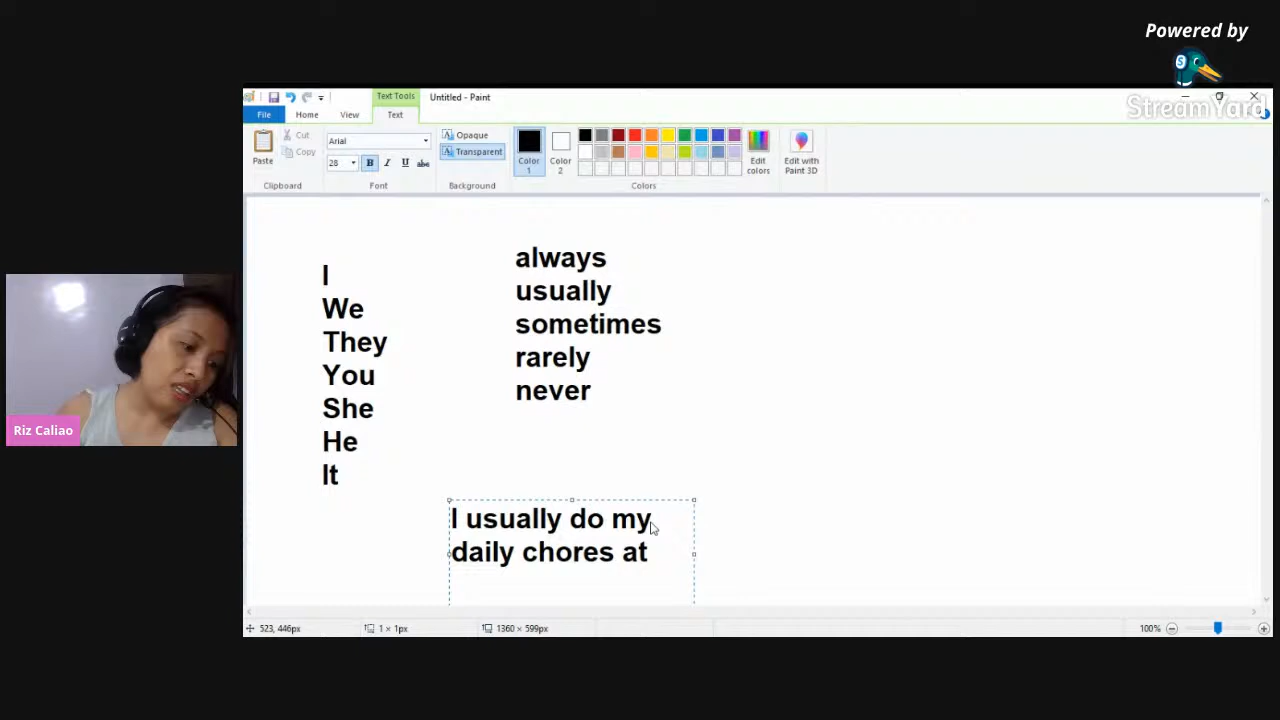 Powered by
StreamYard
Text Tools
Untitled - Paint
File
Home
View
Text
Paste
Cut
Copy
Clipboard
Arial
28
B I U abc
Font
Opaque
Transparent
Background
Color 1
Color 2
Edit colors
Edit with Paint 3D
Colors
I
We
They
You
She
He
It
always
usually
sometimes
rarely
never
I usually do my
daily chores at
Riz Caliao
523, 446px
1 × 1px
1360 × 599px
100%